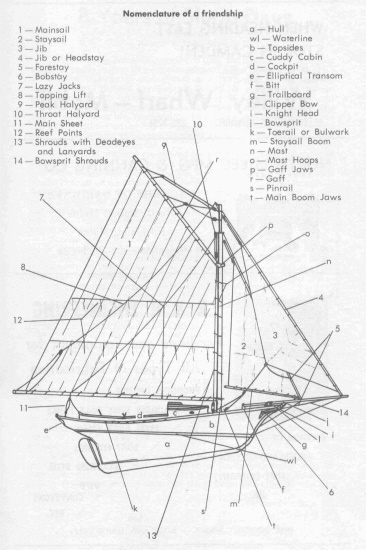 Nomenclature of a friendship
1 — Mainsail
2 — Staysail
3 — Jib
4 — Jib or Headstay
5 — Forestay
6 — Bobstay
7 — Lazy Jacks
8 — Topping Lift
9 — Peak Halyard
10 — Throat Halyard
11 — Main Sheet
12 — Reef Points
13 — Shrouds with Deadeyes
and Lanyards
14 — Bowsprit Shrouds
a — Hull
wl — Waterline
b — Topsides
c — Cuddy Cabin
d — Cockpit
e — Elliptical Transom
f — Bitt
g — Trailboard
l — Clipper Bow
i — Knight Head
j — Bowsprit
k — Toerail or Bulwark
m — Staysail Boom
n — Mast
o — Mast Hoops
p — Gaff Jaws
r — Gaff
s — Pinrail
t — Main Boom Jaws
10
9
r
7
p
o
1
n
8
4
12
5
2
3
11
d
c
b
14
e
a
j
i
l
g
wl
6
f
m
k
s
t
13